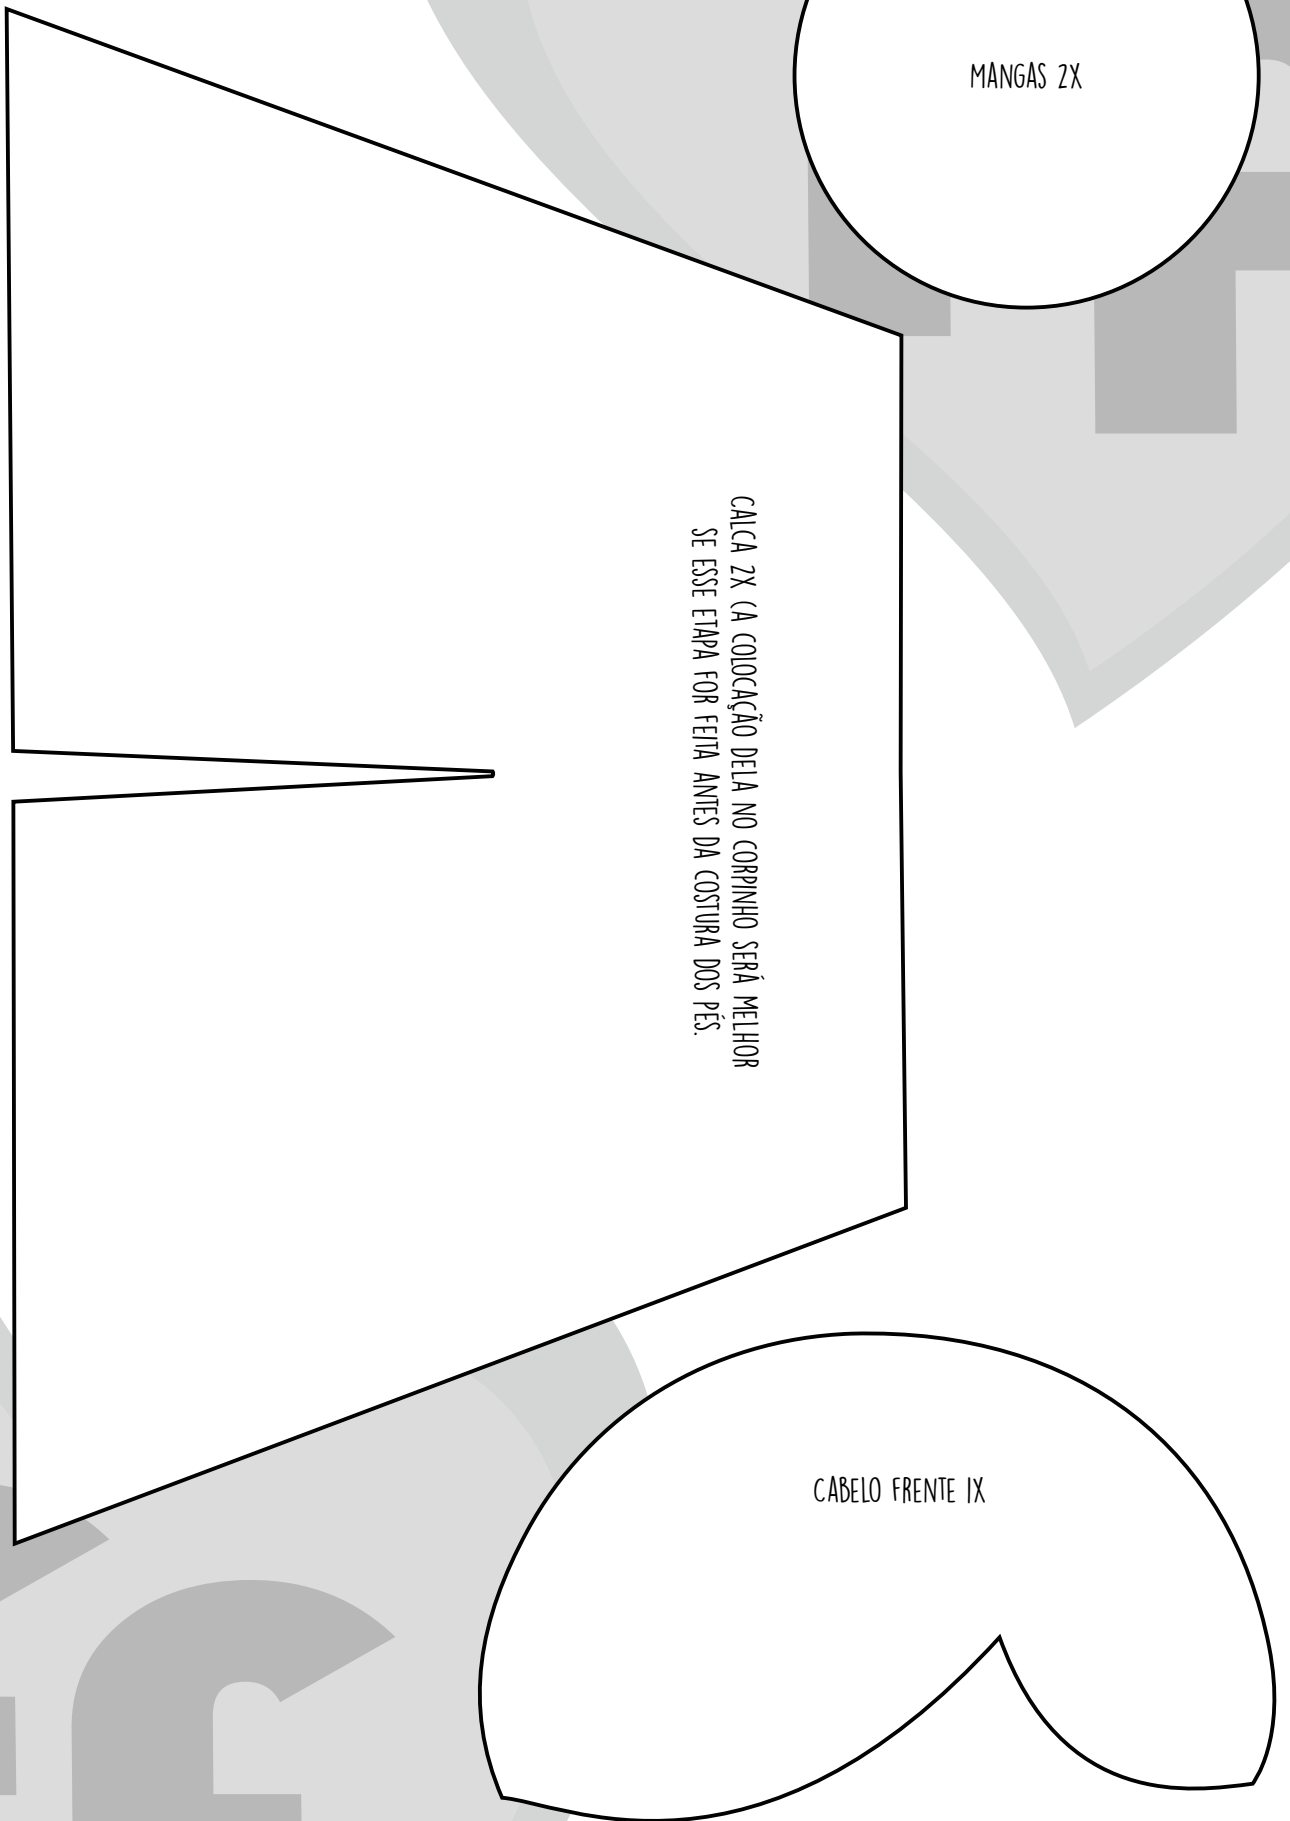 MANGAS 2X
CALCA 2X (A COLOCAÇÃO DELA NO CORPINHO SERÁ MELHOR
SE ESSE ETAPA FOR FEITA ANTES DA COSTURA DOS PÉS.
CABELO FRENTE 1X